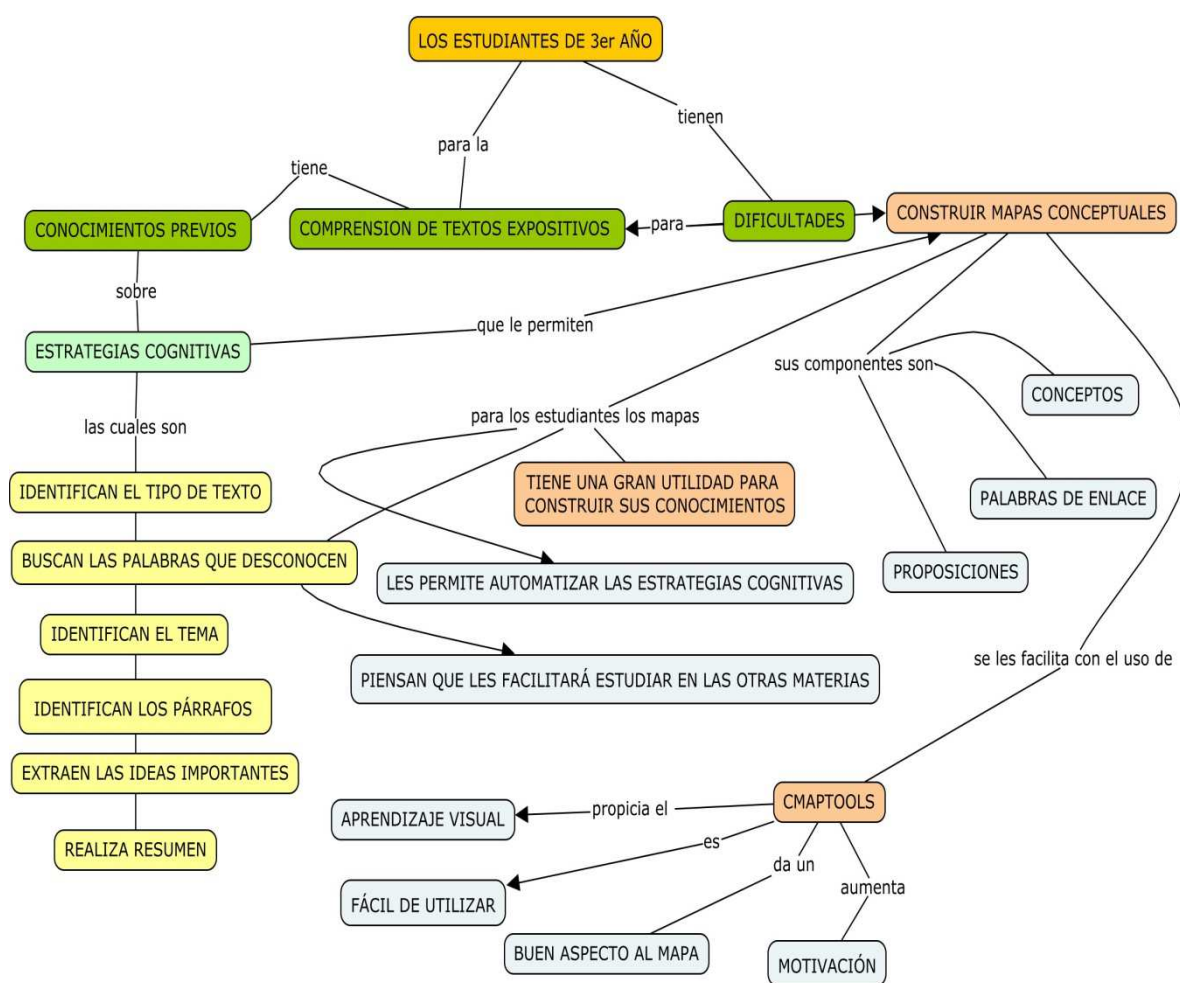 LOS ESTUDIANTES DE 3er AÑO
tienen
para la
tiene
CONOCIMIENTOS PREVIOS
COMPRENSION DE TEXTOS EXPOSITIVOS
para
DIFICULTADES
CONSTRUIR MAPAS CONCEPTUALES
sobre
que le permiten
ESTRATEGIAS COGNITIVAS
sus componentes son
CONCEPTOS
para los estudiantes los mapas
las cuales son
TIENE UNA GRAN UTILIDAD PARA
CONSTRUIR SUS CONOCIMIENTOS
IDENTIFICAN EL TIPO DE TEXTO
PALABRAS DE ENLACE
BUSCAN LAS PALABRAS QUE DESCONOCEN
LES PERMITE AUTOMATIZAR LAS ESTRATEGIAS COGNITIVAS
PROPOSICIONES
IDENTIFICAN EL TEMA
se les facilita con el uso de
PIENSAN QUE LES FACILITARÁ ESTUDIAR EN LAS OTRAS MATERIAS
IDENTIFICAN LOS PÁRRAFOS
EXTRAEN LAS IDEAS IMPORTANTES
CMAPTOOLS
propicia el
APRENDIZAJE VISUAL
REALIZA RESUMEN
es
da un
aumenta
FÁCIL DE UTILIZAR
BUEN ASPECTO AL MAPA
MOTIVACIÓN